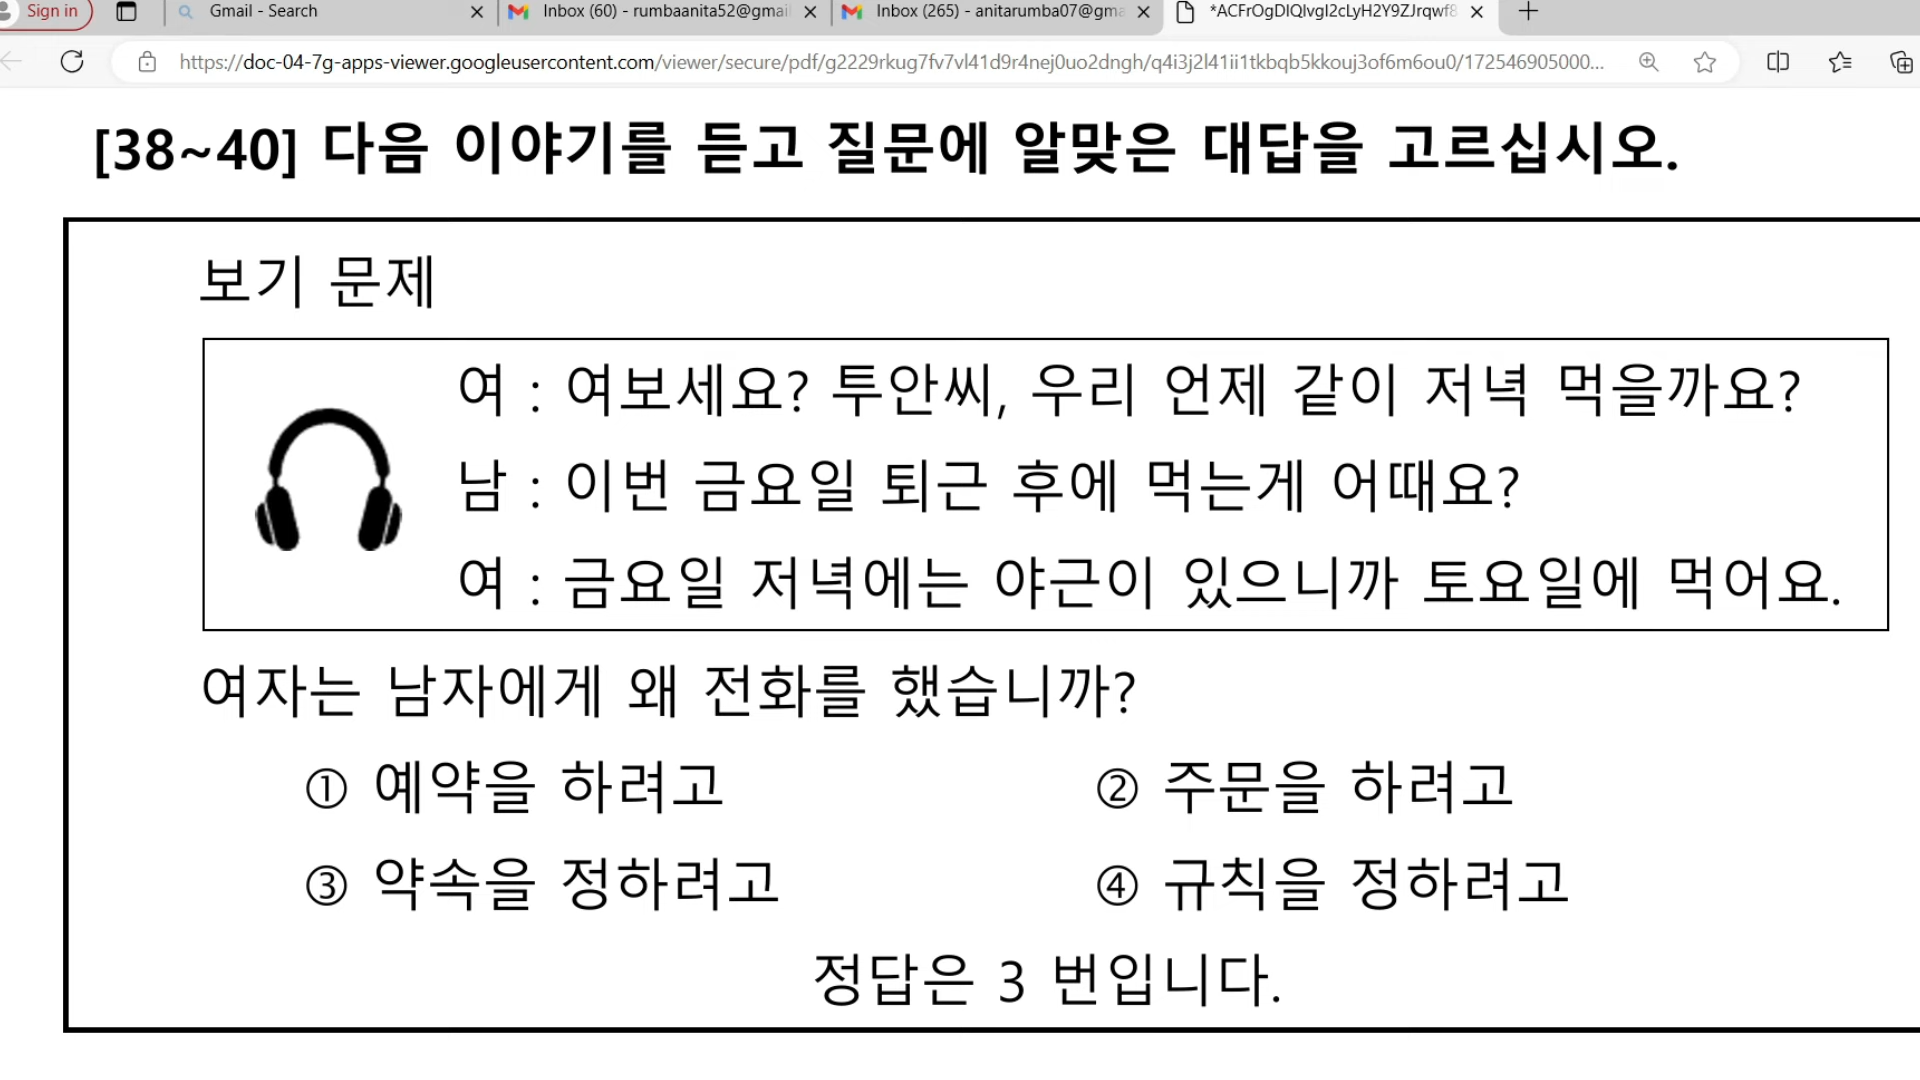 Sign in
Gmail - Search
Inbox (60) - rumbaanita52@gmai
Inbox (265) - anitarumba07@gma
https://doc-04-7g-apps-viewer.googleusercontent.com/viewer/secure/pdf/g2229rkug7fv7vl41d9r4nej0uo2dngh/q4i3j2l41ii1tkbqb5kkouj3of6m6ou0/172546905000...
[38~40] 다음 이야기를 듣고 질문에 알맞은 대답을 고르십시오.
보기 문제
여 : 여보세요? 투안씨, 우리 언제 같이 저녁 먹을까요?
남 : 이번 금요일 퇴근 후에 먹는게 어때요?
여 : 금요일 저녁에는 야근이 있으니까 토요일에 먹어요.
여자는 남자에게 왜 전화를 했습니까?
① 예약을 하려고 ② 주문을 하려고
③ 약속을 정하려고 ④ 규칙을 정하려고
정답은 3 번입니다.